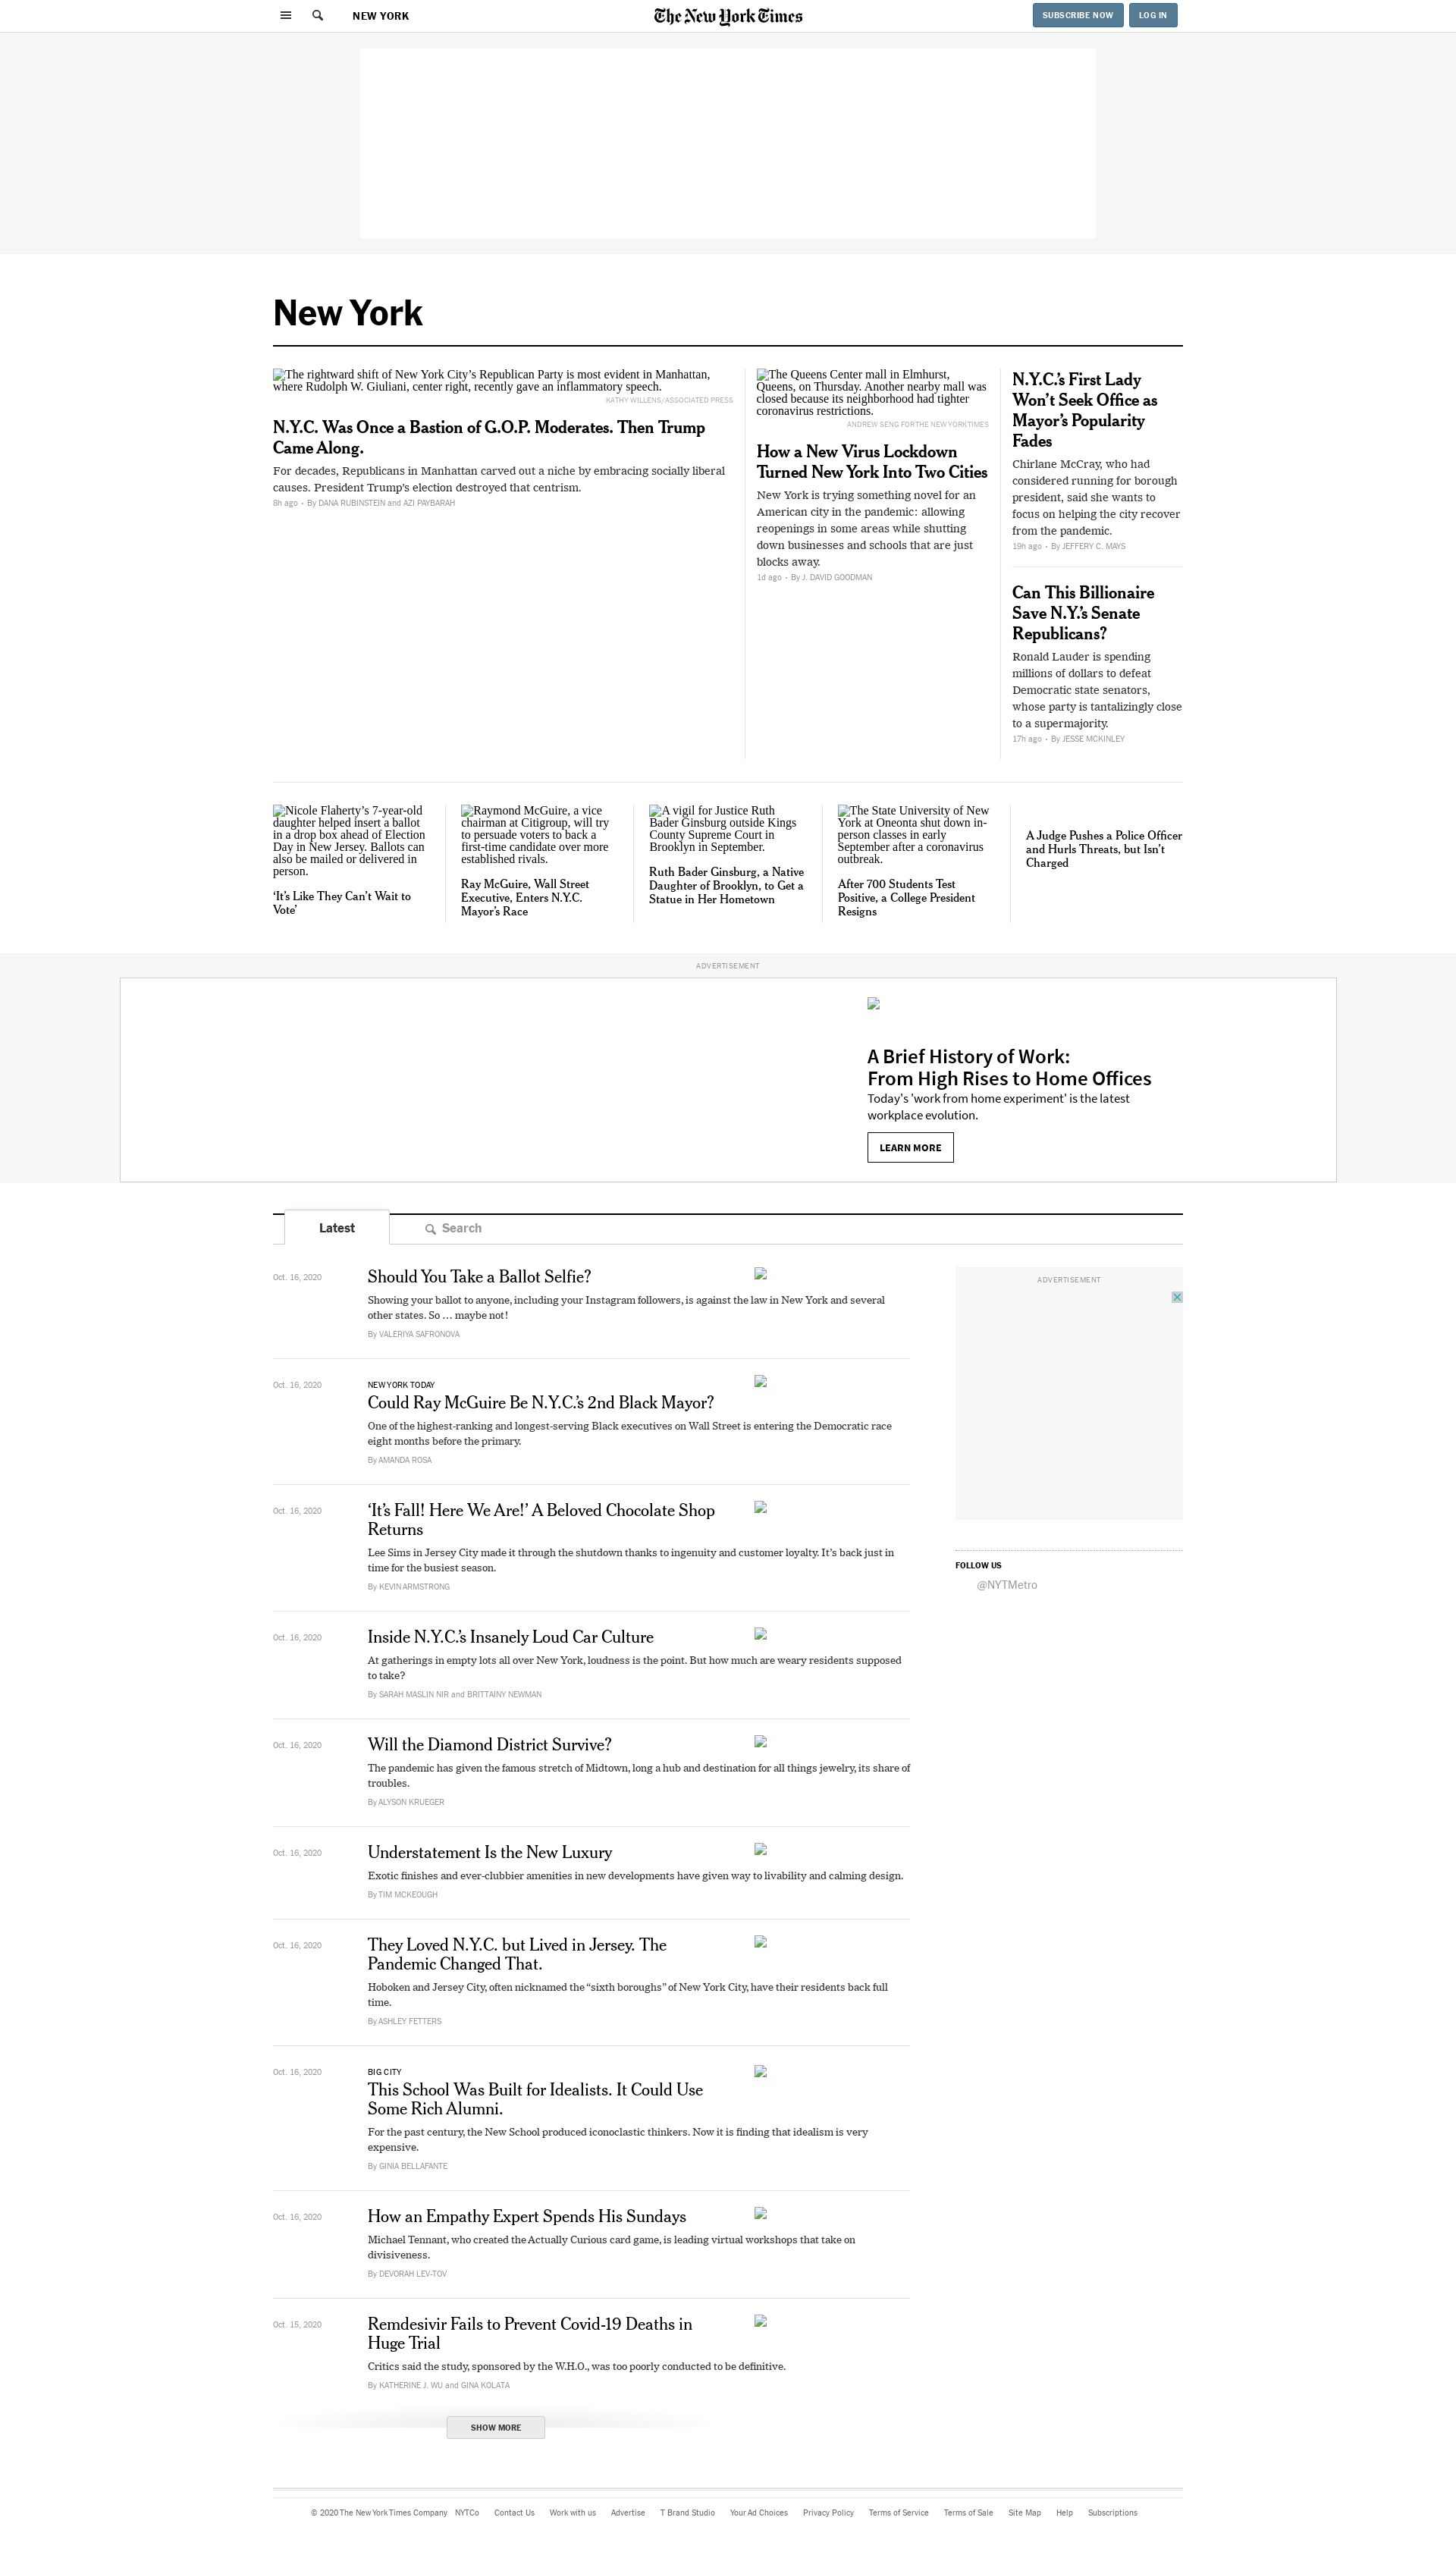 NEW YORK
The New York Times
SUBSCRIBE NOW
LOG IN
New York
The rightward shift of New York City’s Republican Party is most evident in Manhattan,
where Rudolph W. Giuliani, center right, recently gave an inflammatory speech.
KATHY WILLENS/ASSOCIATED PRESS
N.Y.C. Was Once a Bastion of G.O.P. Moderates. Then Trump
Came Along.
For decades, Republicans in Manhattan carved out a niche by embracing socially liberal
causes. President Trump’s election destroyed that centrism.
8h ago • By DANA RUBINSTEIN and AZI PAYBARAH
The Queens Center mall in Elmhurst,
Queens, on Thursday. Another nearby mall was
closed because its neighborhood had tighter
coronavirus restrictions.
ANDREW SENG FOR THE NEW YORK TIMES
How a New Virus Lockdown
Turned New York Into Two Cities
New York is trying something novel for an
American city in the pandemic: allowing
reopenings in some areas while shutting
down businesses and schools that are just
blocks away.
1d ago • By J. DAVID GOODMAN
N.Y.C.’s First Lady
Won’t Seek Office as
Mayor’s Popularity
Fades
Chirlane McCray, who had
considered running for borough
president, said she wants to
focus on helping the city recover
from the pandemic.
19h ago • By JEFFERY C. MAYS
Can This Billionaire
Save N.Y.’s Senate
Republicans?
Ronald Lauder is spending
millions of dollars to defeat
Democratic state senators,
whose party is tantalizingly close
to a supermajority.
17h ago • By JESSE MCKINLEY
Nicole Flaherty’s 7-year-old
daughter helped insert a ballot
in a drop box ahead of Election
Day in New Jersey. Ballots can
also be mailed or delivered in
person.
‘It’s Like They Can’t Wait to
Vote’
Raymond McGuire, a vice
chairman at Citigroup, will try
to persuade voters to back a
first-time candidate over more
established rivals.
Ray McGuire, Wall Street
Executive, Enters N.Y.C.
Mayor’s Race
A vigil for Justice Ruth
Bader Ginsburg outside Kings
County Supreme Court in
Brooklyn in September.
Ruth Bader Ginsburg, a Native
Daughter of Brooklyn, to Get a
Statue in Her Hometown
The State University of New
York at Oneonta shut down in-
person classes in early
September after a coronavirus
outbreak.
After 700 Students Test
Positive, a College President
Resigns
A Judge Pushes a Police Officer
and Hurls Threats, but Isn’t
Charged
ADVERTISEMENT
A Brief History of Work:
From High Rises to Home Offices
Today's 'work from home experiment' is the latest
workplace evolution.
LEARN MORE
Latest
Search
Oct. 16, 2020
Should You Take a Ballot Selfie?
Showing your ballot to anyone, including your Instagram followers, is against the law in New York and several
other states. So … maybe not!
By VALERIYA SAFRONOVA
ADVERTISEMENT
Oct. 16, 2020
NEW YORK TODAY
Could Ray McGuire Be N.Y.C.’s 2nd Black Mayor?
One of the highest-ranking and longest-serving Black executives on Wall Street is entering the Democratic race
eight months before the primary.
By AMANDA ROSA
Oct. 16, 2020
‘It’s Fall! Here We Are!’ A Beloved Chocolate Shop
Returns
Lee Sims in Jersey City made it through the shutdown thanks to ingenuity and customer loyalty. It’s back just in
time for the busiest season.
By KEVIN ARMSTRONG
FOLLOW US
@NYTMetro
Oct. 16, 2020
Inside N.Y.C.’s Insanely Loud Car Culture
At gatherings in empty lots all over New York, loudness is the point. But how much are weary residents supposed
to take?
By SARAH MASLIN NIR and BRITTAINY NEWMAN
Oct. 16, 2020
Will the Diamond District Survive?
The pandemic has given the famous stretch of Midtown, long a hub and destination for all things jewelry, its share of
troubles.
By ALYSON KRUEGER
Oct. 16, 2020
Understatement Is the New Luxury
Exotic finishes and ever-clubbier amenities in new developments have given way to livability and calming design.
By TIM MCKEOUGH
Oct. 16, 2020
They Loved N.Y.C. but Lived in Jersey. The
Pandemic Changed That.
Hoboken and Jersey City, often nicknamed the “sixth boroughs” of New York City, have their residents back full
time.
By ASHLEY FETTERS
Oct. 16, 2020
BIG CITY
This School Was Built for Idealists. It Could Use
Some Rich Alumni.
For the past century, the New School produced iconoclastic thinkers. Now it is finding that idealism is very
expensive.
By GINIA BELLAFANTE
Oct. 16, 2020
How an Empathy Expert Spends His Sundays
Michael Tennant, who created the Actually Curious card game, is leading virtual workshops that take on
divisiveness.
By DEVORAH LEV-TOV
Oct. 15, 2020
Remdesivir Fails to Prevent Covid-19 Deaths in
Huge Trial
Critics said the study, sponsored by the W.H.O., was too poorly conducted to be definitive.
By KATHERINE J. WU and GINA KOLATA
SHOW MORE
© 2020 The New York Times Company NYTCo Contact Us Work with us Advertise T Brand Studio Your Ad Choices Privacy Policy Terms of Service Terms of Sale Site Map Help Subscriptions